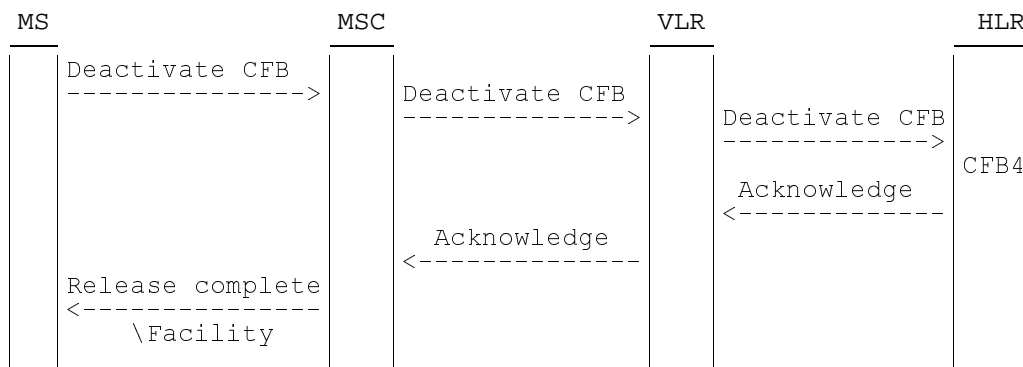 MS MSC VLR HLR
Deactivate CFB
--------------->
Deactivate CFB
-------------->
Deactivate CFB
------------->
CFB4
Acknowledge
<-------------
Acknowledge
<--------------
Release complete
<---------------
\Facility